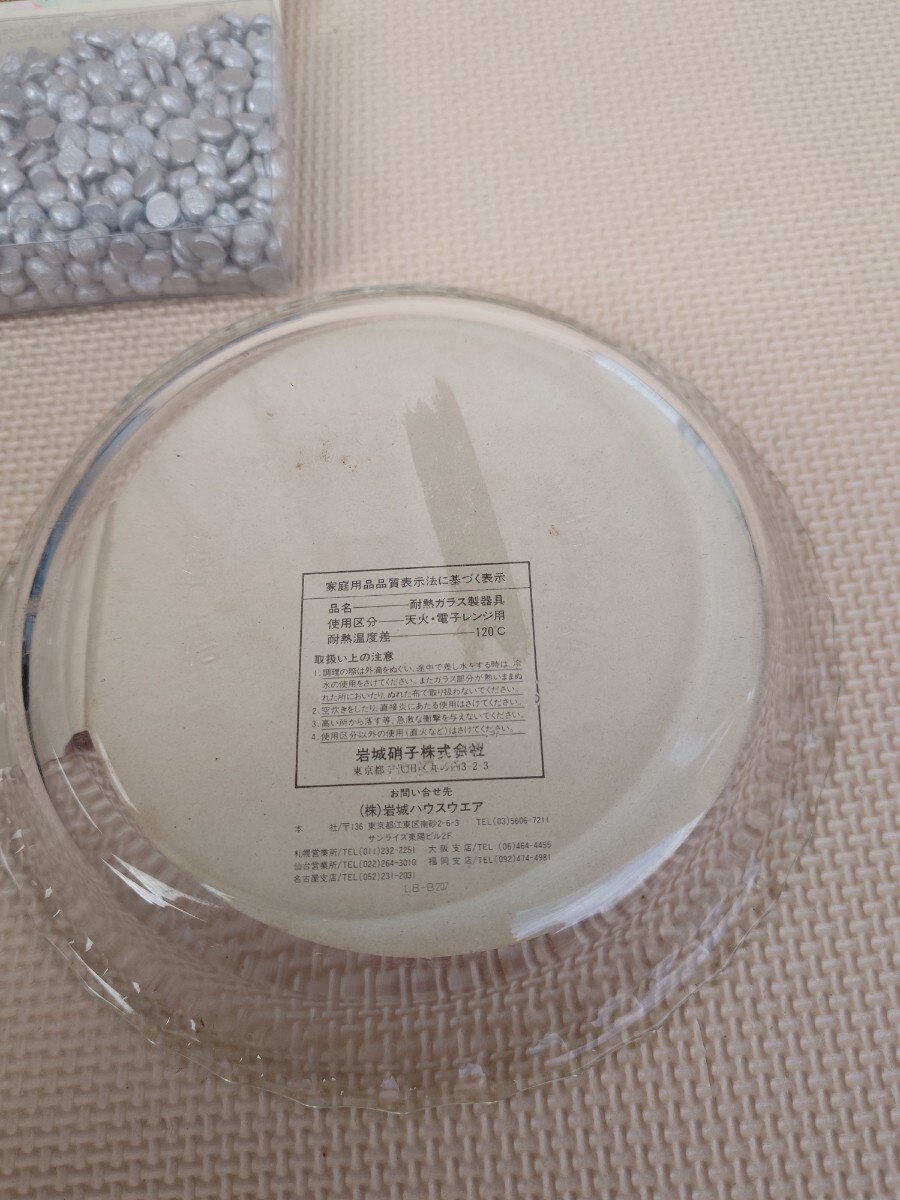 家庭用品品質表示法に基づく表示
品名————耐熱ガラス製器具
使用区分——天火・電子レンジ用
耐熱温度差————120℃
取扱い上の注意
1. 調理の際は外滴をぬぐい、途中で差し水をする時は、冷
水の使用をさけてください。またガラス部分が熱いままぬ
れた所においたり、ぬれた布で取り扱わないでください。
2. 空炊きをしたり、直接炎にあたる使用はさけてください。
3. 高い所から落す等、急激な衝撃を与えないでください。
4. 使用区分以外の使用(直火など)はさけてください。
岩城硝子株式会社
東京都千代田区丸の内3-2-3
お問い合せ先
(株)岩城ハウスウエア
本 社/〒136 東京都江東区南砂2-6-3 TEL(03)5606-7211
サンライズ東陽ビル2F
札幌営業所/TEL(011)232-2251 大阪支店/TEL (06)464-4455
仙台営業所/TEL(022)264-3010 福岡支店/TEL(092)474-4981
名古屋支店/TEL(052)231-2051
LB-B202